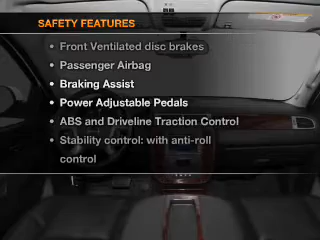 SAFETY FEATURES
• Front Ventilated disc brakes
• Passenger Airbag
• Braking Assist
• Power Adjustable Pedals
• ABS and Driveline Traction Control
• Stability control: with anti-roll
control